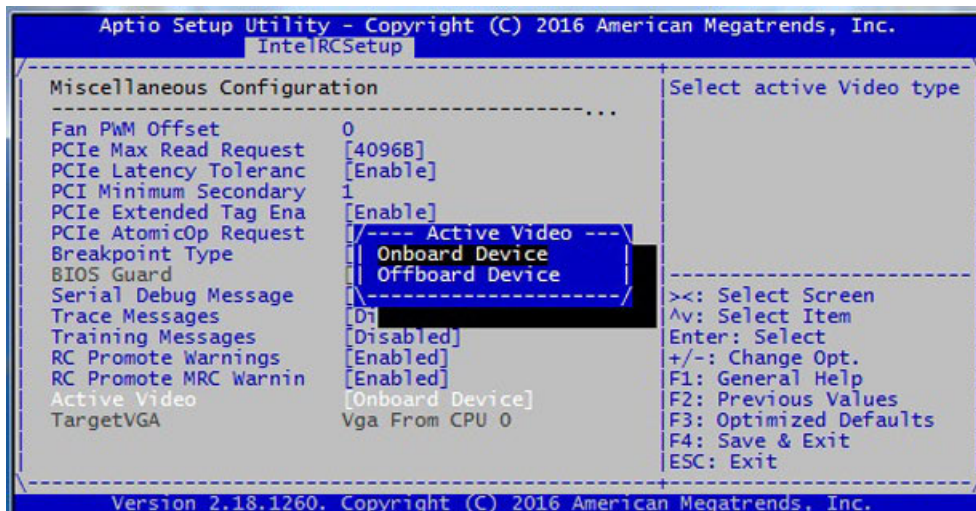 Aptio Setup Utility - Copyright (C) 2016 American Megatrends, Inc.
IntelRCSetup
Miscellaneous Configuration
Select active Video type
Fan PWM Offset 0
PCIe Max Read Request [4096B]
PCIe Latency Toleranc [Enable]
PCI Minimum Secondary 1
PCIe Extended Tag Ena [Enable]
PCIe AtomicOp Request
Active Video
Breakpoint Type
Onboard Device
BIOS Guard
Offboard Device
Serial Debug Message
Trace Messages [Di
Training Messages [Disabled]
RC Promote Warnings [Enabled]
RC Promote MRC Warnin [Enabled]
Active Video [Onboard Device]
TargetVGA Vga From CPU 0
><: Select Screen
^v: Select Item
Enter: Select
+/-: Change Opt.
F1: General Help
F2: Previous Values
F3: Optimized Defaults
F4: Save & Exit
ESC: Exit
Version 2.18.1260. Copyright (C) 2016 American Megatrends, Inc.